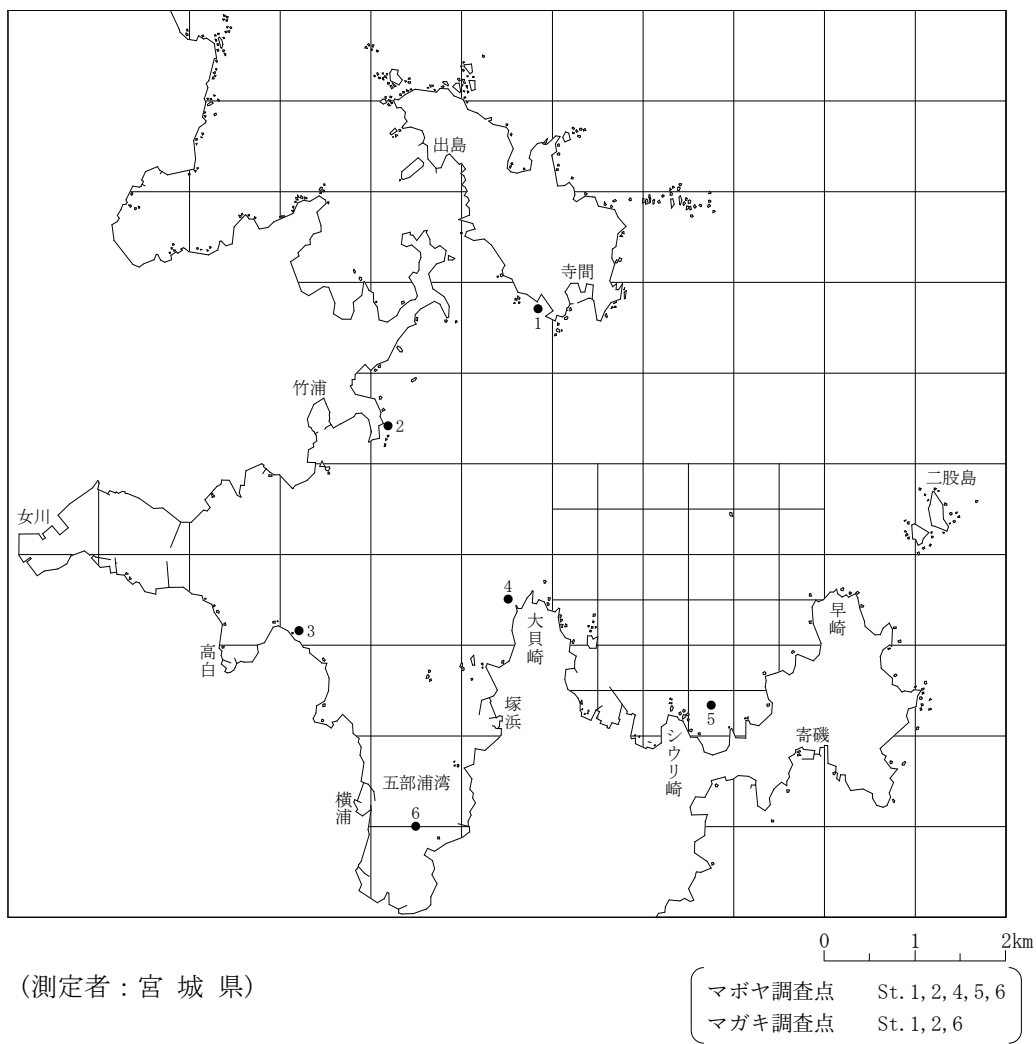 出島
寺間
1
竹浦
2
二股島
女川
4
3
大貝崎
早崎
高白
塚浜
5
シウリ崎
寄磯
五部浦湾
横浦
6
0 1 2km
(測定者：宮 城 県)
マボヤ調査点 St.1,2,4,5,6
マガキ調査点 St.1,2,6